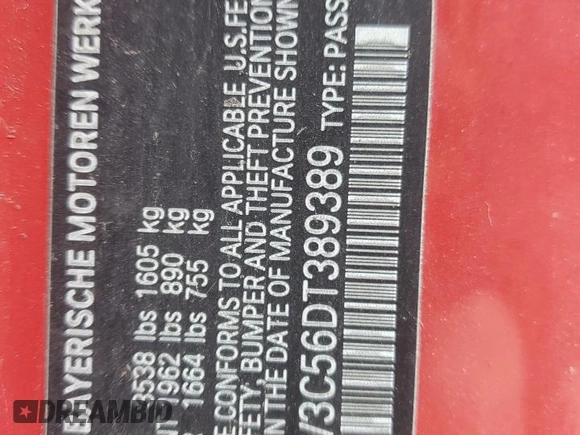 BAYERISCHE MOTOREN WERK
3538 lbs 1605 kg
1962 lbs 890 kg
1664 lbs 755 kg
E CONFORMS TO ALL APPLICABLE U.S.FE
FETY, BUMPER AND THEFT PREVENTION
N DATE OF MANUFACTURE SHOWN
3C56DT389389 TYPE: PASS
DREAMBID